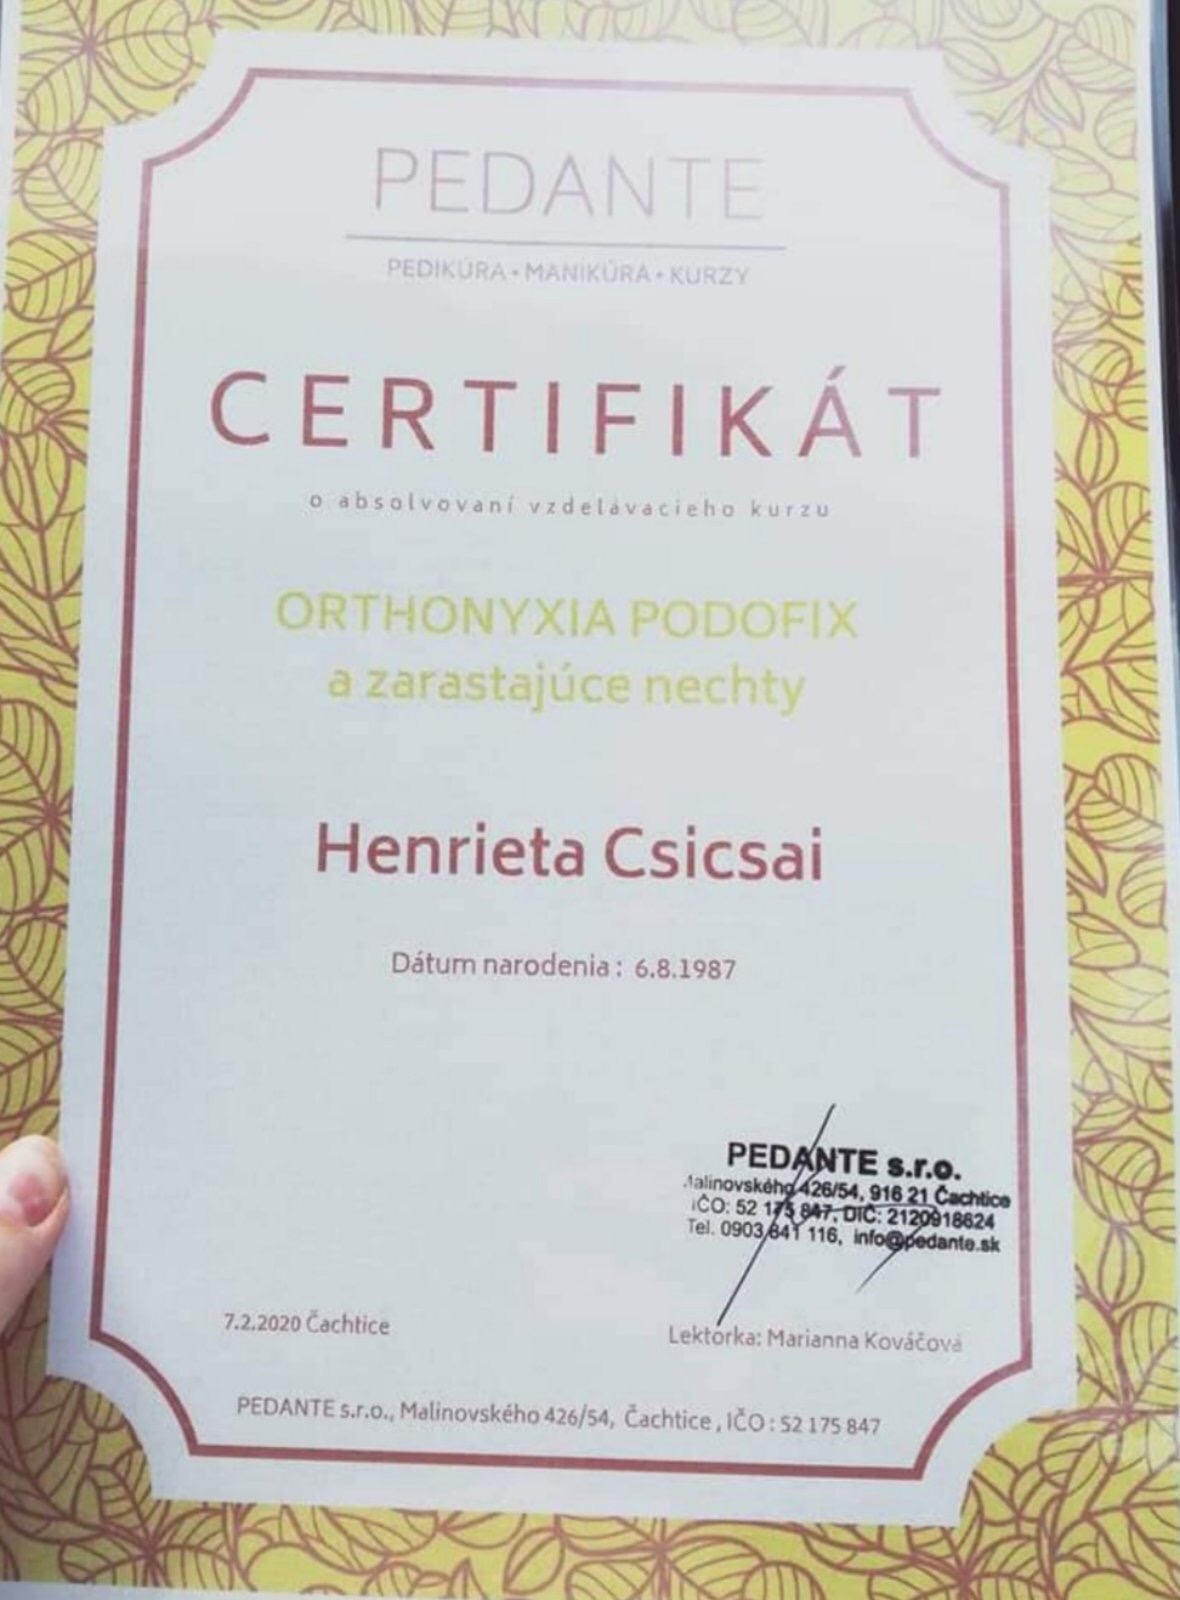 PEDANTE
PEDIKÚRA • MANIKÚRA • KURZY
CERTIFIKÁT
o absolvovaní vzdelávacieho kurzu
ORTHONYXIA PODOFIX
a zarastajúce nechty
Henrieta Csicsai
Dátum narodenia : 6.8.1987
PEDANTE s.r.o.
Malinovského 426/54, 916 21 Čachtice
IČO: 52 175 847, DIČ: 2120918624
Tel. 0903 841 116, info@pedante.sk
7.2.2020 Čachtice
Lektorka: Marianna Kováčová
PEDANTE s.r.o., Malinovského 426/54, Čachtice , IČO : 52 175 847